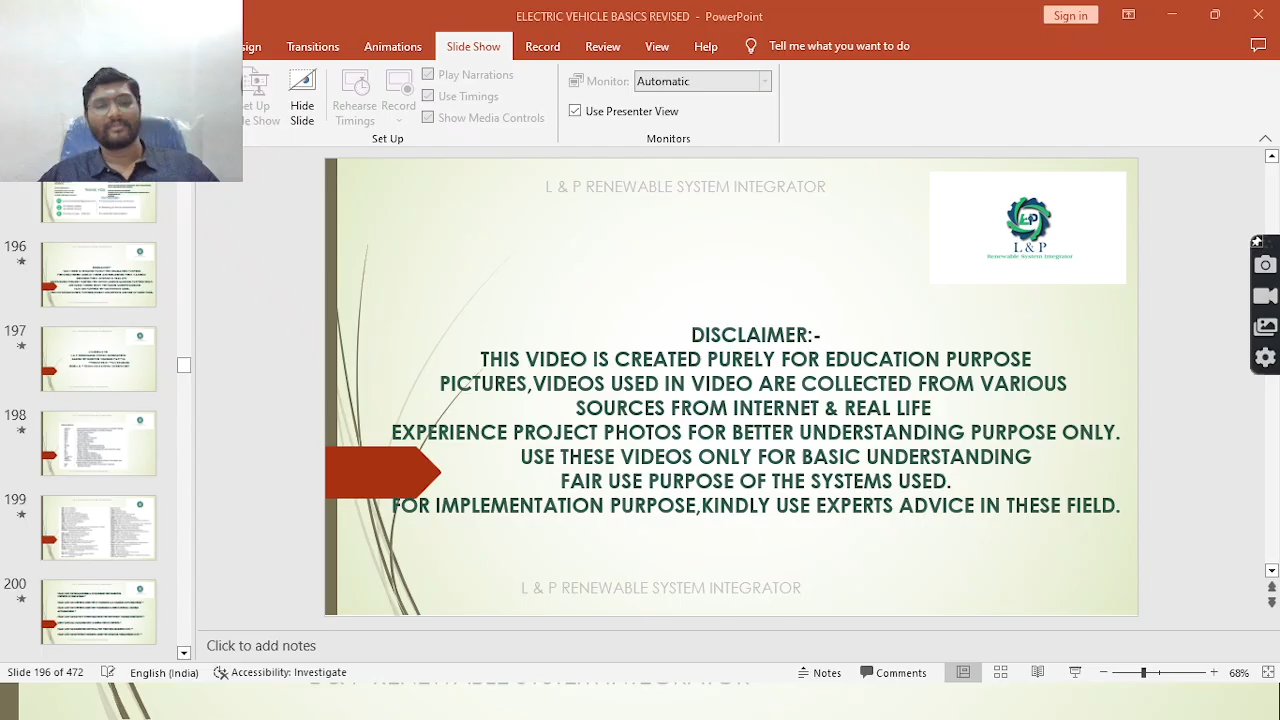 ELECTRIC VEHICLE BASICS REVISED - PowerPoint
Sign in
sign Transitions Animations Slide Show Record Review View Help Tell me what you want to do
Set Up
Slide Show
Hide
Slide
Rehearse
Timings
Record
Play Narrations
Use Timings
Show Media Controls
Set Up
Monitor: Automatic
Use Presenter View
Monitors
196
197
198
199
200
L & P RENEWABLE SYSTEM INTEGRATOR
L & P
Renewable System Integrator
DISCLAIMER:-
THIS VIDEO IS CREATED PURELY FOR EDUCATION PURPOSE
PICTURES,VIDEOS USED IN VIDEO ARE COLLECTED FROM VARIOUS
SOURCES FROM INTERNET & REAL LIFE
EXPERIENCE PROJECT PHOTOS FOR BETTER UNDERSTANDING PURPOSE ONLY.
USE THESE VIDEOS ONLY FOR BASIC UNDERSTANDING
FAIR USE PURPOSE OF THE SYSTEMS USED.
FOR IMPLEMENTATION PURPOSE,KINDLY USE EXPERTS ADVICE IN THESE FIELD.
L & P RENEWABLE SYSTEM INTEGRATOR
Click to add notes
Slide 196 of 472 English (India) Accessibility: Investigate Notes Comments 68%